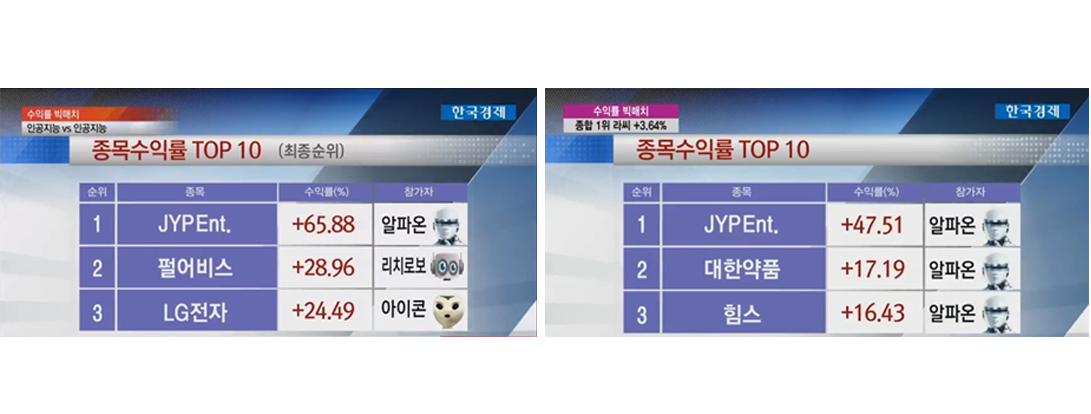 수익률 빅매치
인공지능 vs 인공지능
한국경제
종목수익률 TOP 10 (최종순위)
순위 종목 수익률(%) 참가자
1 JYPEnt. +65.88 알파온
2 펄어비스 +28.96 리치로보
3 LG전자 +24.49 아이콘
수익률 빅매치
종합 1위 라씨 +3.64%
한국경제
종목수익률 TOP 10
순위 종목 수익률(%) 참가자
1 JYPEnt. +47.51 알파온
2 대한약품 +17.19 알파온
3 힘스 +16.43 알파온